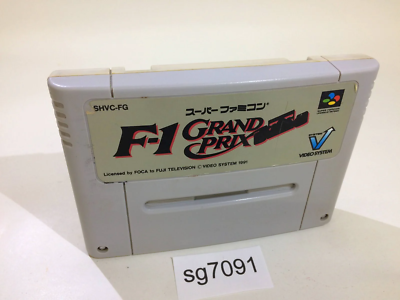 SHVC-FG
スーパーファミコン
F-1 GRAND PRIX
Licensed by FOCA to FUJI TELEVISION © VIDEO SYSTEM 1991
VIDEO SYSTEM
sg7091